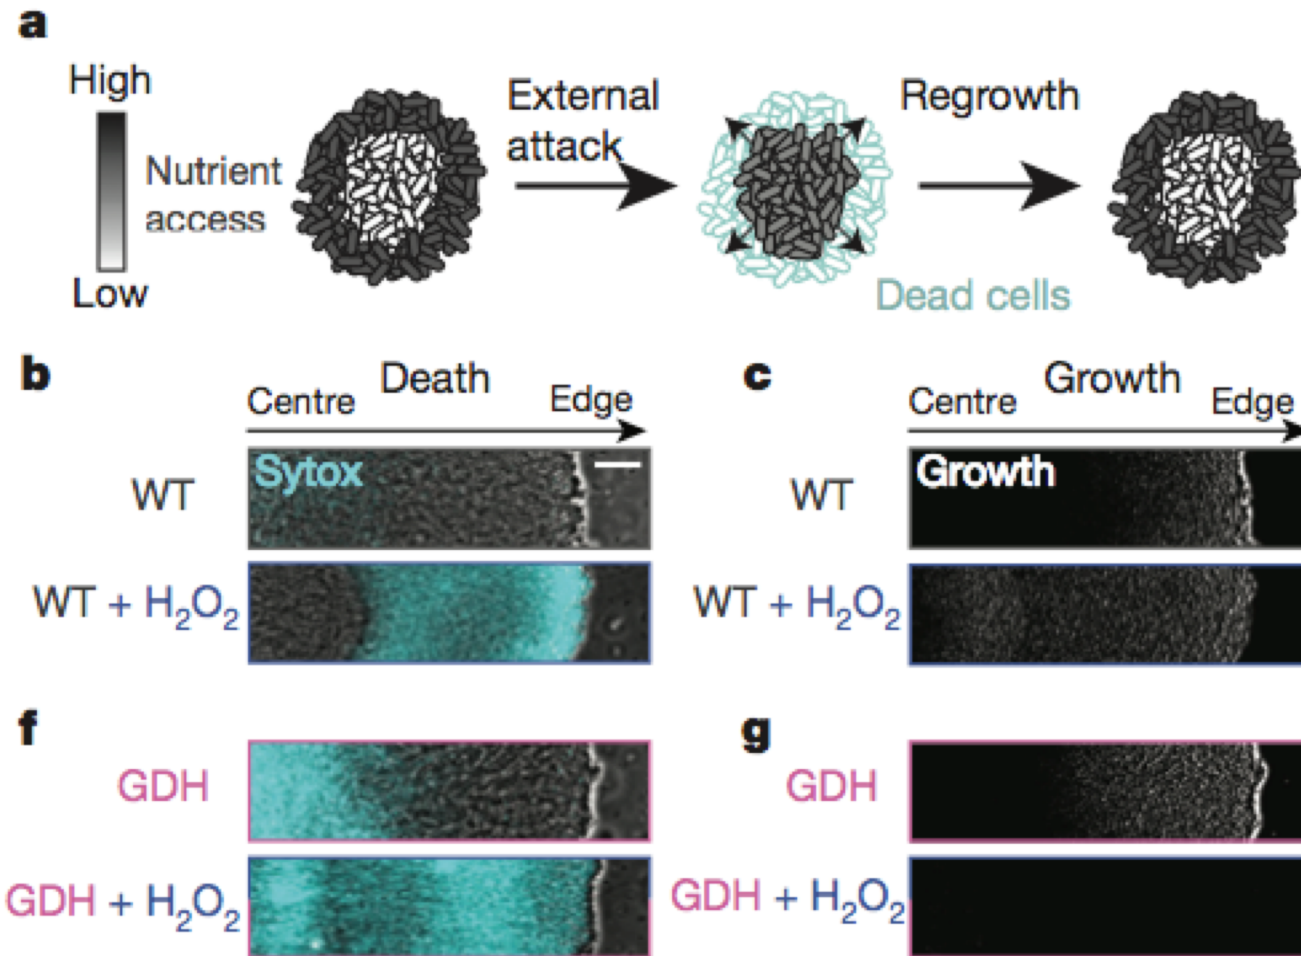 a
High
Nutrient
access
Low
External
attack
Regrowth
Dead cells
b
Death
Centre
Edge
WT
Sytox
WT + H₂O₂
c
Growth
Centre
Edge
WT
Growth
WT + H₂O₂
f
GDH
GDH + H₂O₂
g
GDH
GDH + H₂O₂